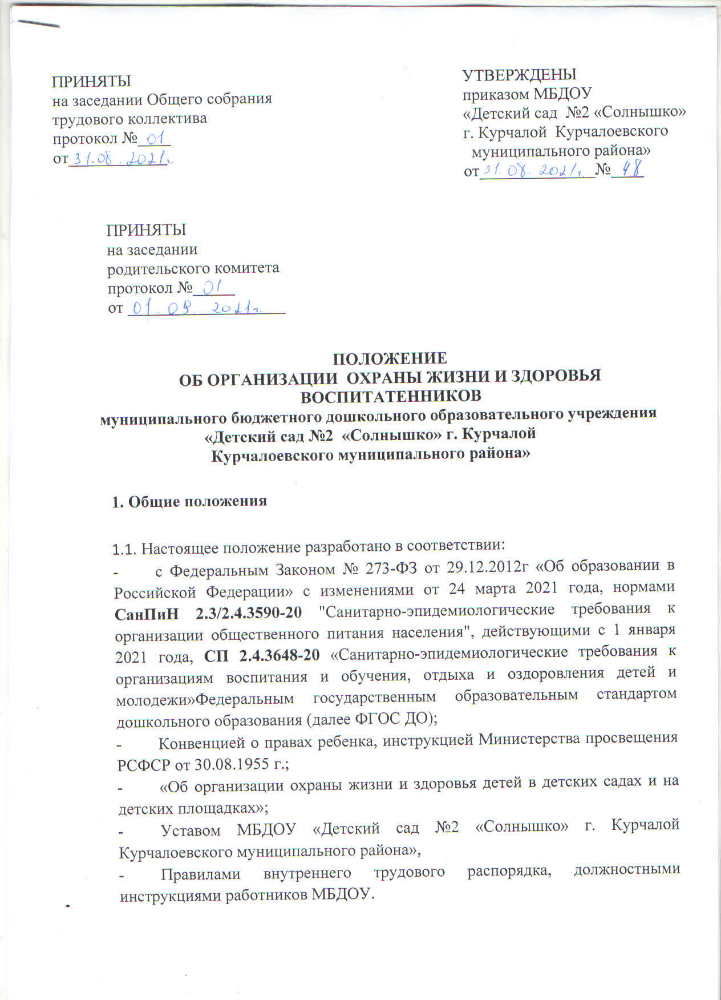 ПРИНЯТЫ
на заседании Общего собрания
трудового коллектива
протокол № 01
от 31.08.2021г.
УТВЕРЖДЕНЫ
приказом МБДОУ
«Детский сад №2 «Солнышко»
г. Курчалой Курчалоевского
муниципального района»
от 31.08.2021г. № 48
ПРИНЯТЫ
на заседании
родительского комитета
протокол № 01
от 01.09.2021г.
ПОЛОЖЕНИЕ
ОБ ОРГАНИЗАЦИИ ОХРАНЫ ЖИЗНИ И ЗДОРОВЬЯ
ВОСПИТАТЕННИКОВ
муниципального бюджетного дошкольного образовательного учреждения
«Детский сад №2 «Солнышко» г. Курчалой
Курчалоевского муниципального района»
1. Общие положения
1.1. Настоящее положение разработано в соответствии:
- с Федеральным Законом № 273-ФЗ от 29.12.2012г «Об образовании в
Российской Федерации» с изменениями от 24 марта 2021 года, нормами
СанПиН 2.3/2.4.3590-20 "Санитарно-эпидемиологические требования к
организации общественного питания населения", действующими с 1 января
2021 года, СП 2.4.3648-20 «Санитарно-эпидемиологические требования к
организациям воспитания и обучения, отдыха и оздоровления детей и
молодежи»Федеральным государственным образовательным стандартом
дошкольного образования (далее ФГОС ДО);
- Конвенцией о правах ребенка, инструкцией Министерства просвещения
РСФСР от 30.08.1955 г.;
- «Об организации охраны жизни и здоровья детей в детских садах и на
детских площадках»;
- Уставом МБДОУ «Детский сад №2 «Солнышко» г. Курчалой
Курчалоевского муниципального района»,
- Правилами внутреннего трудового распорядка, должностными
инструкциями работников МБДОУ.